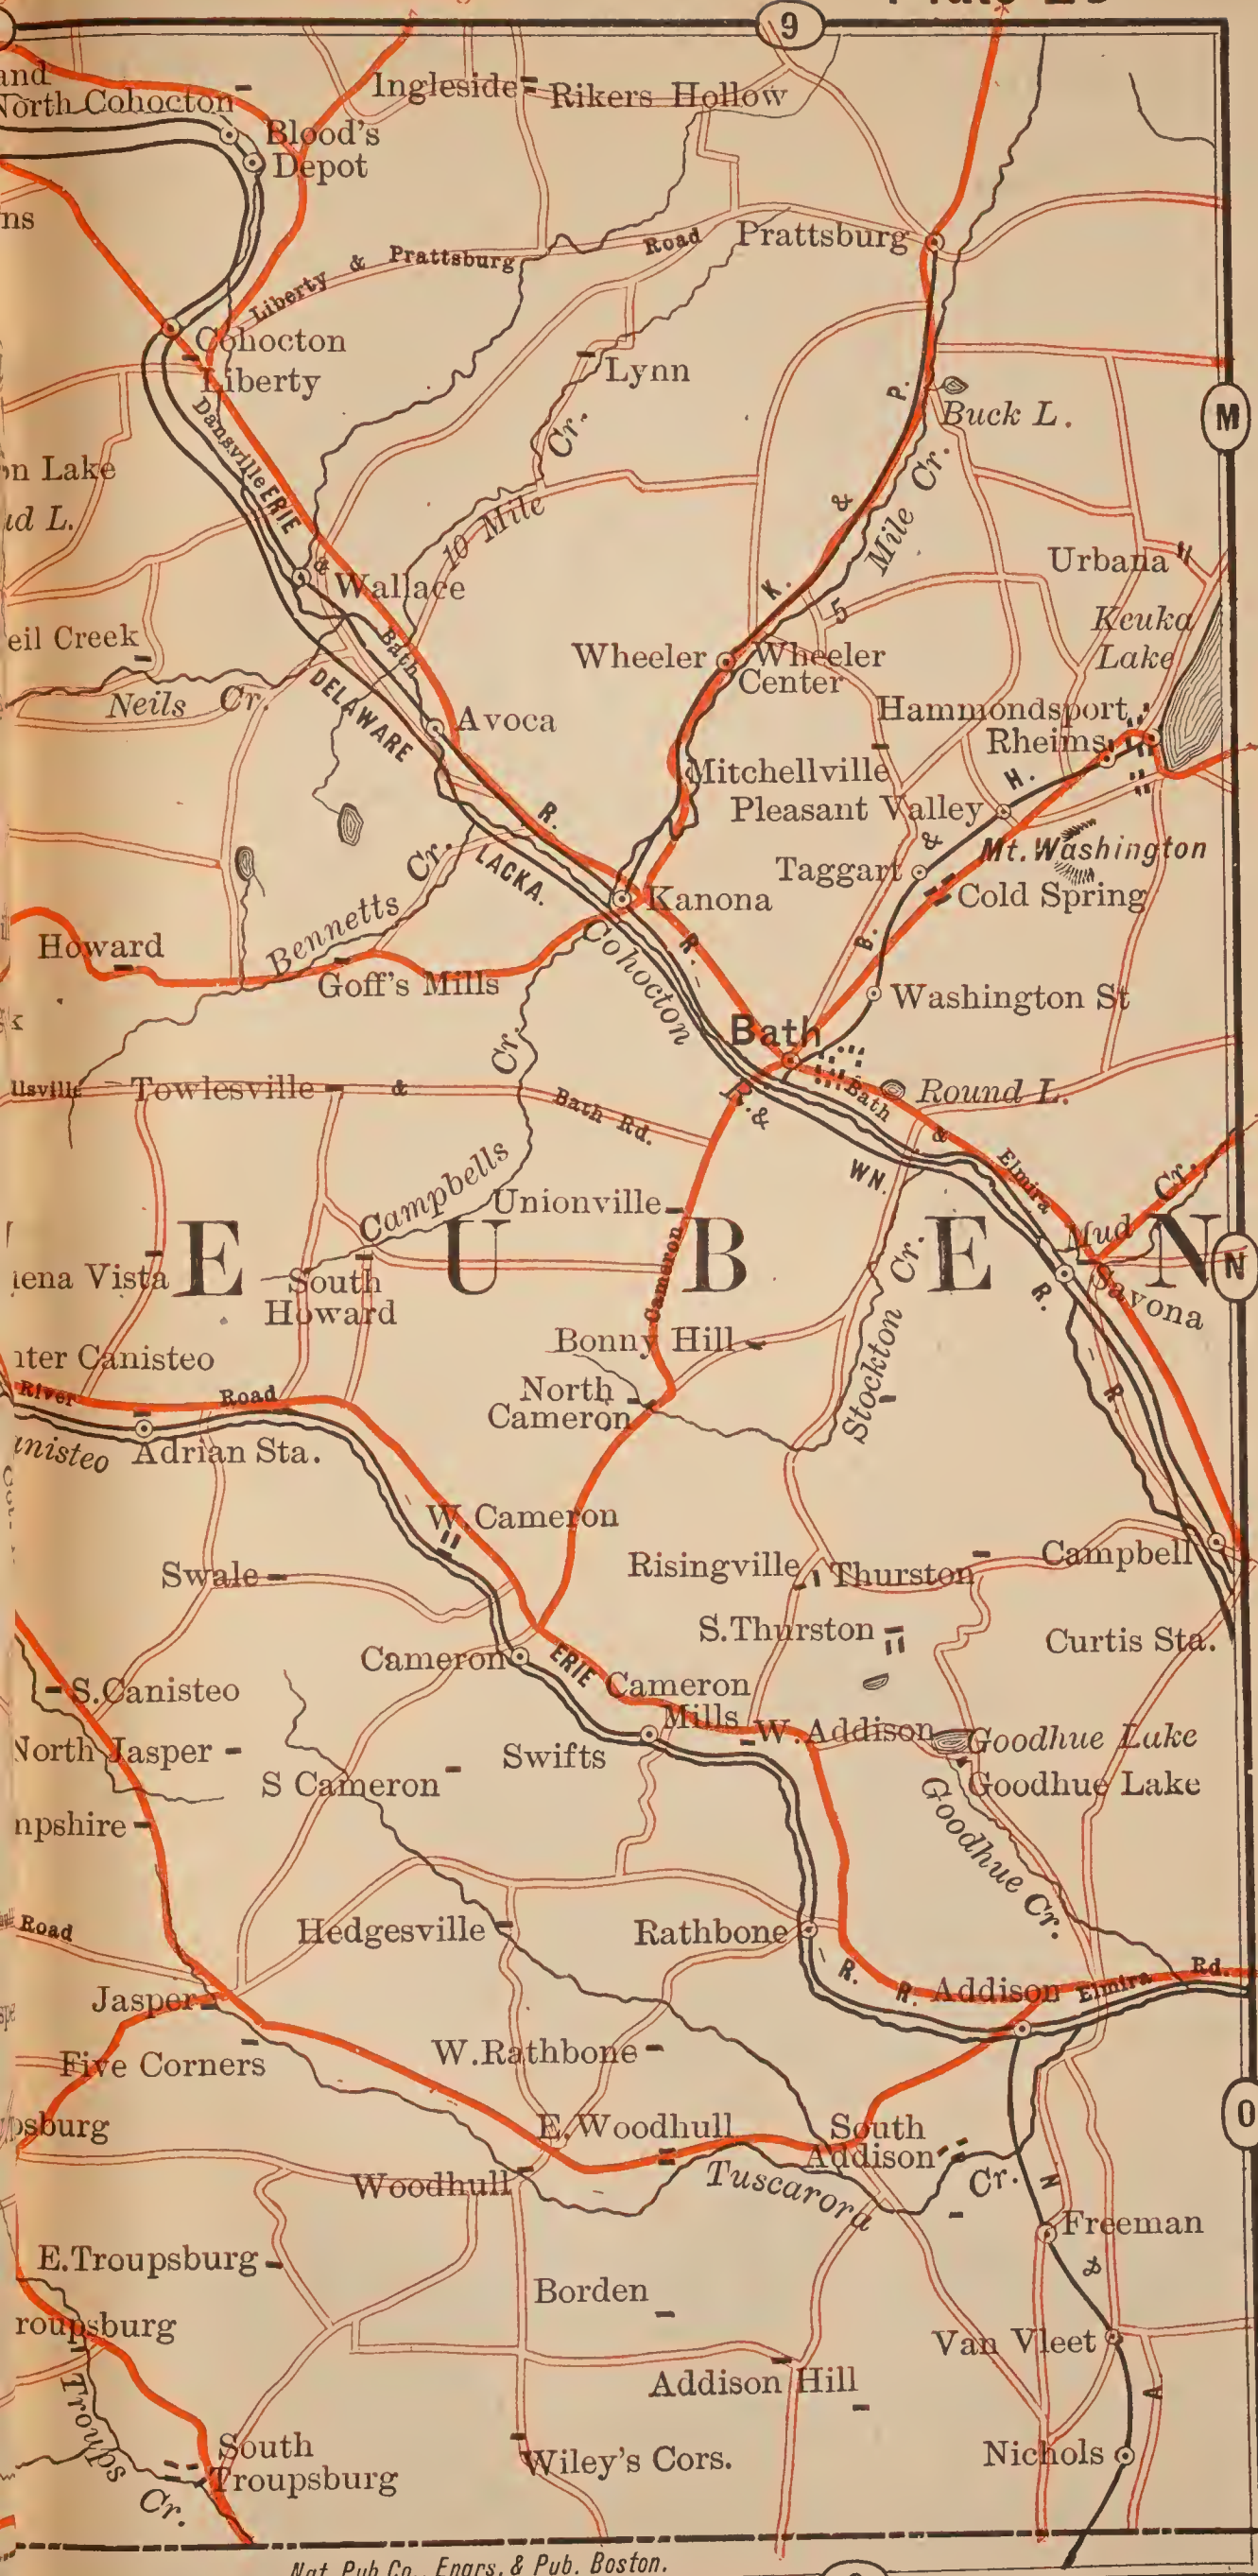 9
Ingleside
Rikers Hollow
North Cohocton
Blood's
Depot
Liberty & Prattsburg Road
Prattsburg
Cohocton
Liberty
Lynn
Buck L.
M
Dansville & Bath
ERIE R. R.
10 Mile Cr.
K. & P.
5 Mile Cr.
Urbana
Keuka
Lake
Wallace
Wheeler
Wheeler
Center
Neils Cr.
Hammondsport
Rheims
Avoca
DELAWARE LACKA. & WN. R. R.
Mitchellville
Pleasant Valley
B. & H.
Mt. Washington
Taggart
Cold Spring
Kanona
Bennetts Cr.
Howard
Goff's Mills
Cohocton R.
Washington St
Bath
Round L.
Towlesville
& Bath Rd.
Bath & Elmira
Campbells Cr.
Unionville
Mud Cr.
E U B E N
N
South
Howard
Cameron
Savona
Bonny Hill
Stockton Cr.
North
Cameron
River Road
Adrian Sta.
W. Cameron
Swale
Risingville
Thurston
Campbell
S. Thurston
Curtis Sta.
Cameron
ERIE R. R.
Cameron
Mills
W. Addison
Goodhue Lake
Goodhue Lake
S. Canisteo
North Jasper
Swifts
S Cameron
Goodhue Cr.
Road
Hedgesville
Rathbone
Addison
Elmira Rd.
Jasper
Five Corners
W. Rathbone
O
E. Woodhull
South
Addison
Woodhull
Tuscarora Cr.
N
Freeman
&
E. Troupsburg
Borden
Van Vleet
Addison Hill
A
Troups Cr.
South
Troupsburg
Wiley's Cors.
Nichols
Nat. Pub Co., Engrs. & Pub. Boston.